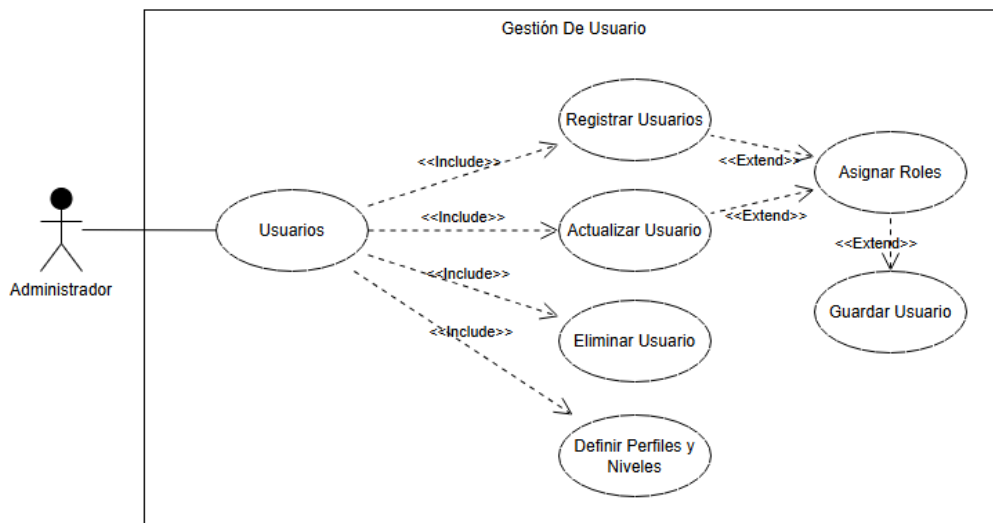 Gestión De Usuario
Registrar Usuarios
<<Include>>
<<Extend>>
Asignar Roles
Usuarios
<<Include>>
Actualizar Usuario
<<Extend>>
<<Extend>>
Administrador
<<Include>>
Guardar Usuario
<<Include>>
Eliminar Usuario
Definir Perfiles y
Niveles